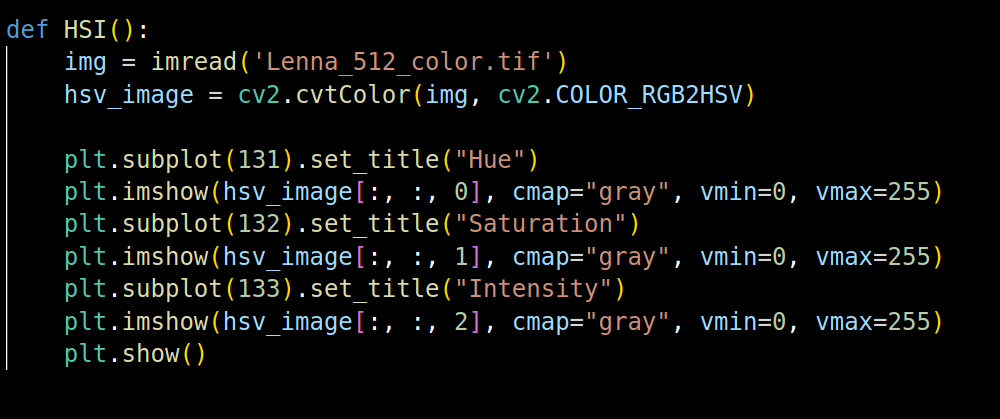 def HSI():
    img = imread('Lenna_512_color.tif')
    hsv_image = cv2.cvtColor(img, cv2.COLOR_RGB2HSV)

    plt.subplot(131).set_title("Hue")
    plt.imshow(hsv_image[:, :, 0], cmap="gray", vmin=0, vmax=255)
    plt.subplot(132).set_title("Saturation")
    plt.imshow(hsv_image[:, :, 1], cmap="gray", vmin=0, vmax=255)
    plt.subplot(133).set_title("Intensity")
    plt.imshow(hsv_image[:, :, 2], cmap="gray", vmin=0, vmax=255)
    plt.show()